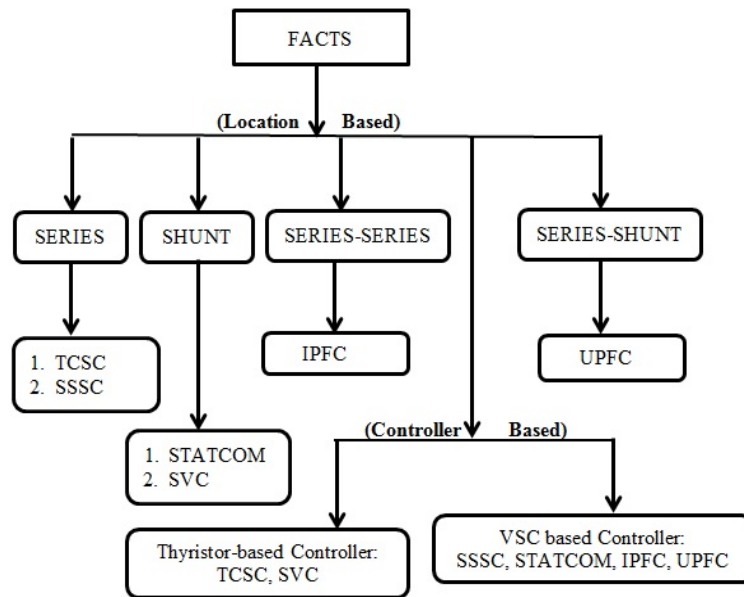 FACTS
(Location Based)
SERIES
SHUNT
SERIES-SERIES
SERIES-SHUNT
1. TCSC
2. SSSC
IPFC
UPFC
1. STATCOM
2. SVC
(Controller Based)
Thyristor-based Controller:
TCSC, SVC
VSC based Controller:
SSSC, STATCOM, IPFC, UPFC